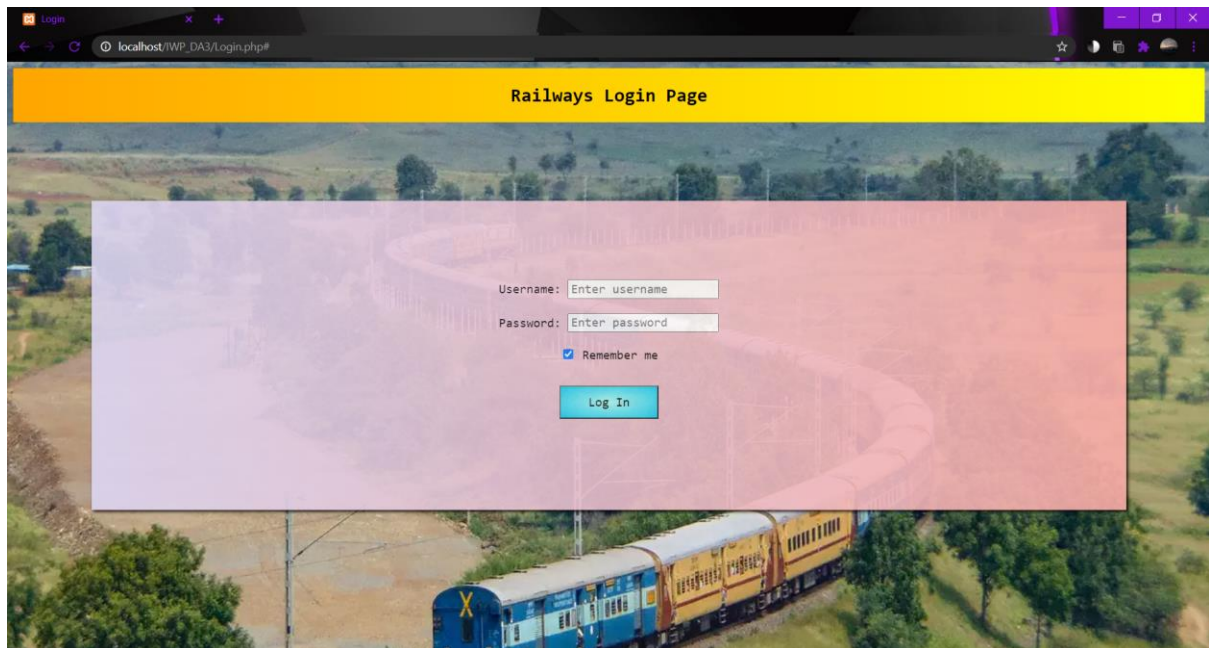 Login
localhost/IWP_DA3/Login.php#
Railways Login Page
Username: Enter username
Password: Enter password
Remember me
Log In
X